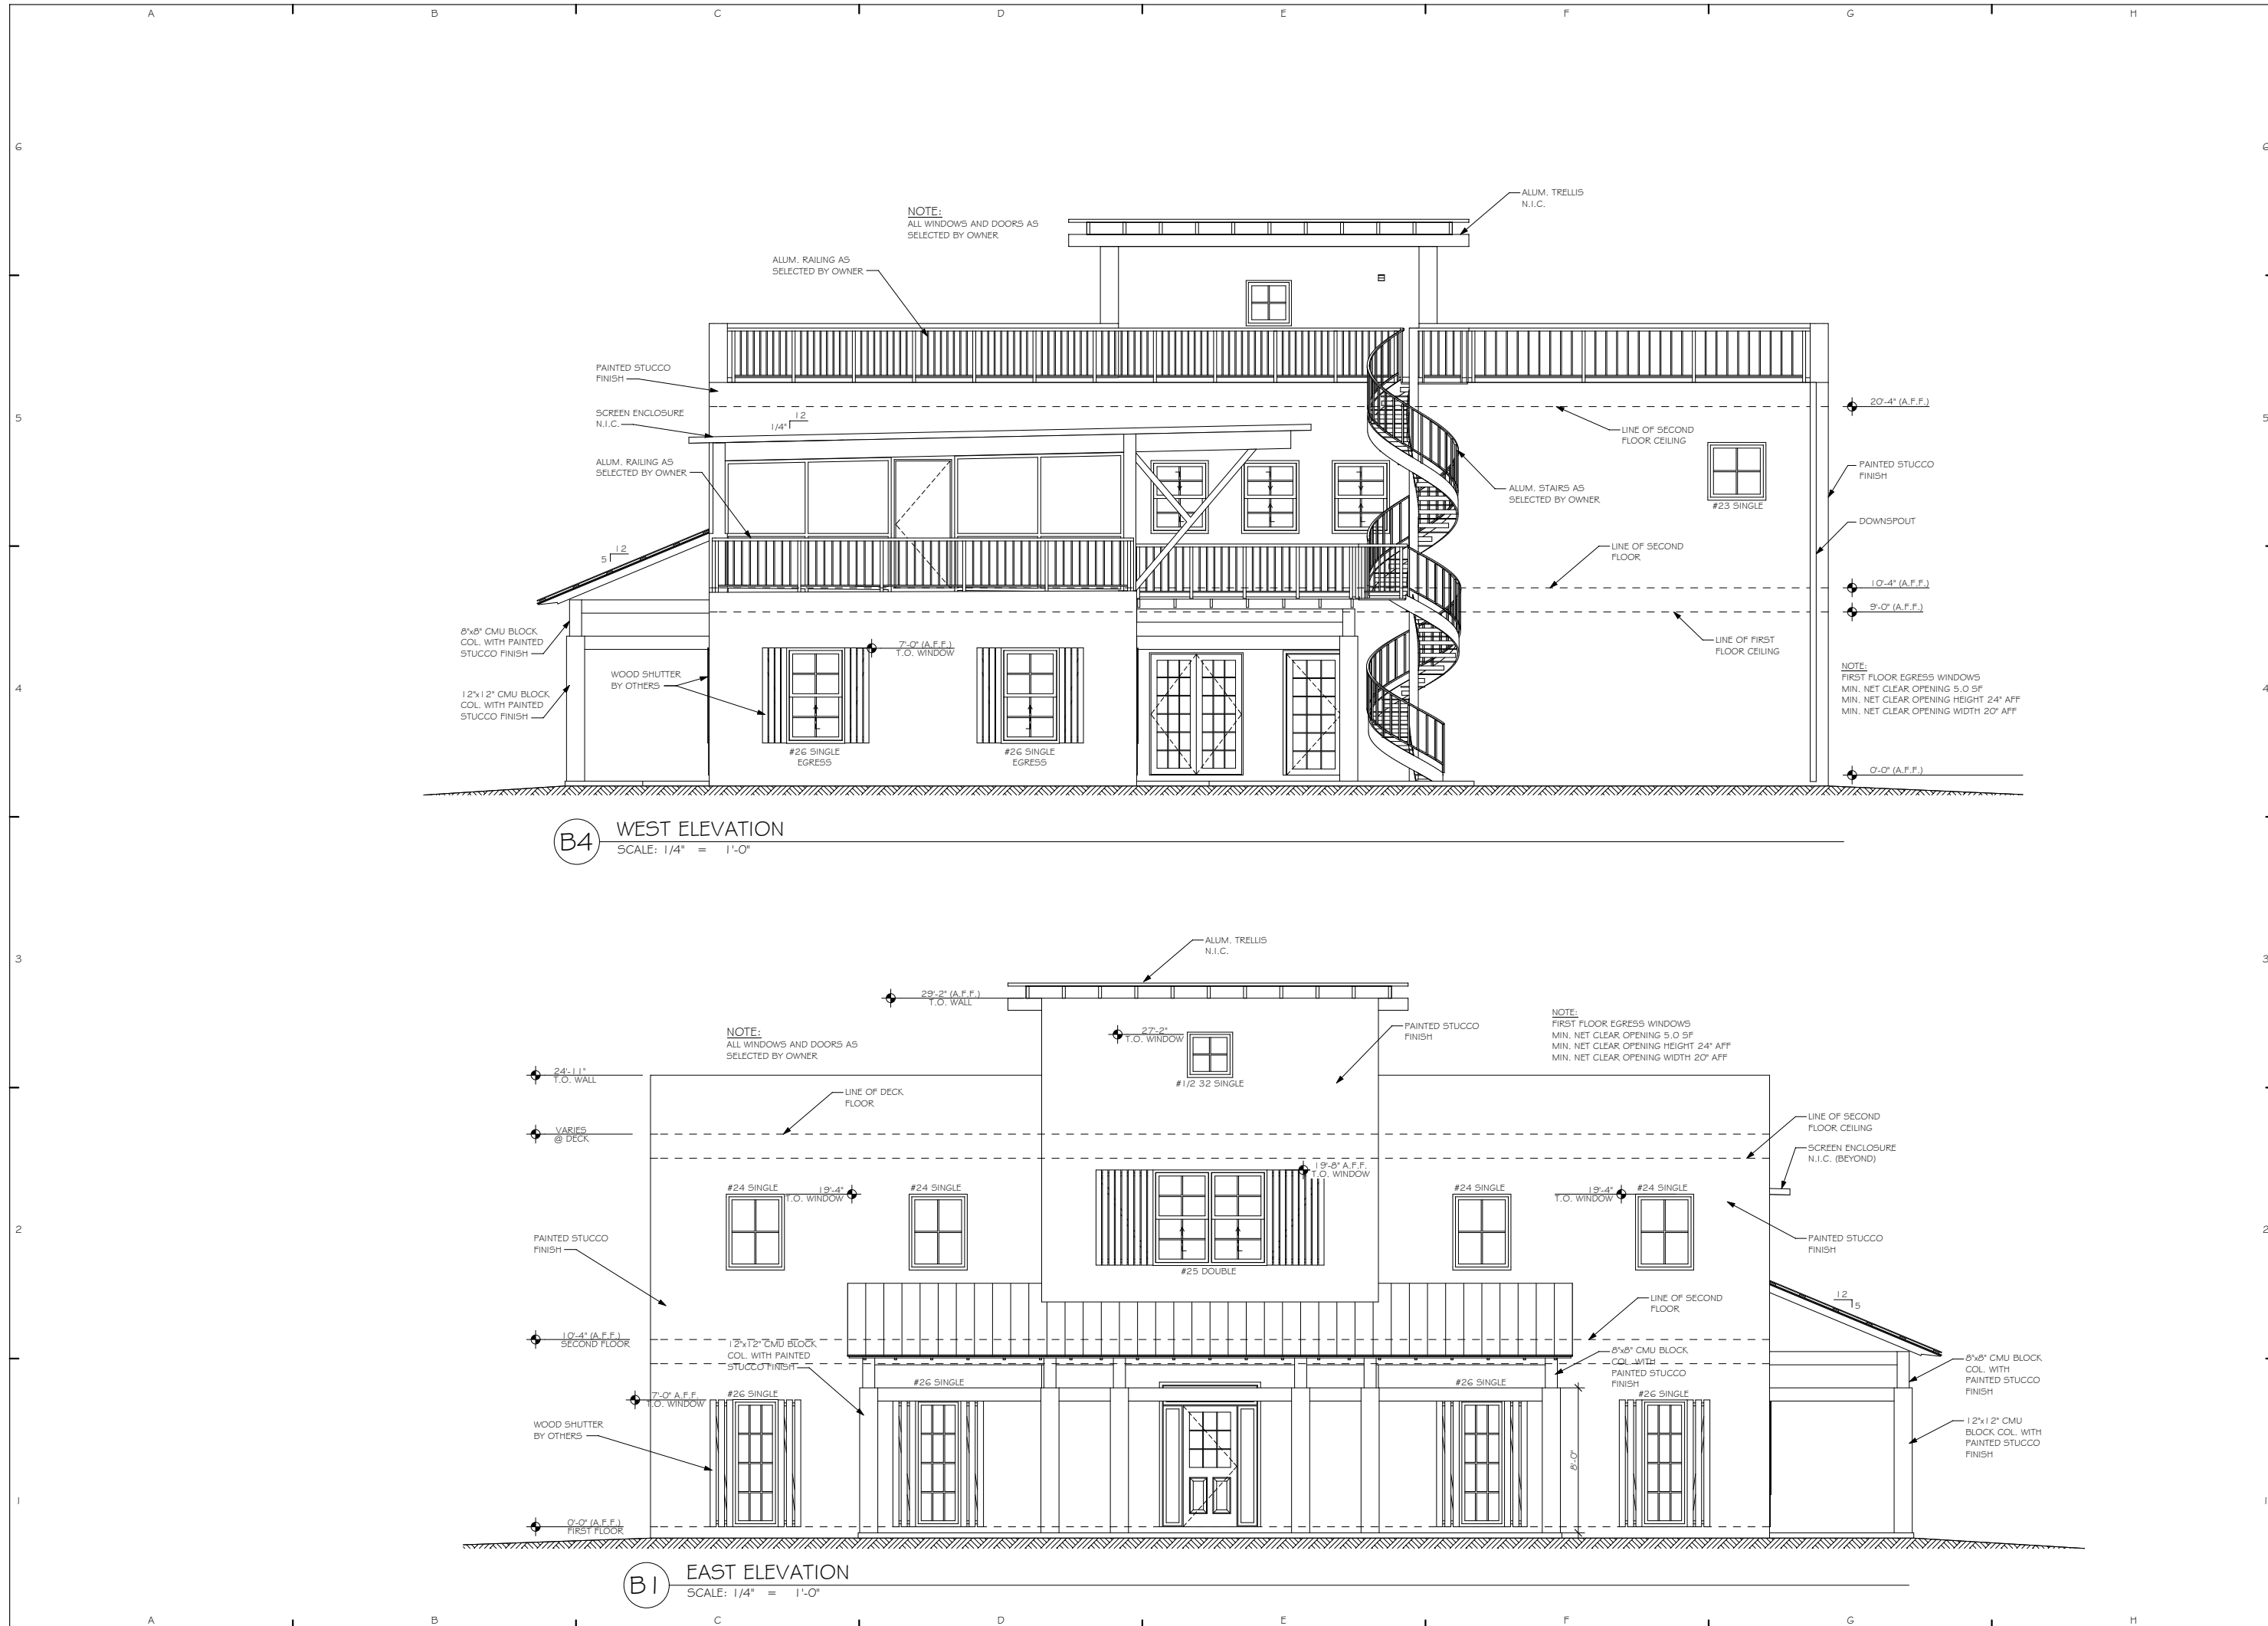 A B C D E F G H
6
6
ALUM. TRELLIS
N.I.C.
NOTE:
ALL WINDOWS AND DOORS AS
SELECTED BY OWNER
ALUM. RAILING AS
SELECTED BY OWNER
PAINTED STUCCO
FINISH
SCREEN ENCLOSURE
N.I.C.
12
1/4"
ALUM. RAILING AS
SELECTED BY OWNER
5
5
20'-4" (A.F.F.)
LINE OF SECOND
FLOOR CEILING
PAINTED STUCCO
FINISH
ALUM. STAIRS AS
SELECTED BY OWNER
#23 SINGLE
DOWNSPOUT
12
5
LINE OF SECOND
FLOOR
10'-4" (A.F.F.)
9'-0" (A.F.F.)
8"x8" CMU BLOCK
COL. WITH PAINTED
STUCCO FINISH
7'-0" (A.F.F.)
T.O. WINDOW
LINE OF FIRST
FLOOR CEILING
WOOD SHUTTER
BY OTHERS
4
4
12"x12" CMU BLOCK
COL. WITH PAINTED
STUCCO FINISH
NOTE:
FIRST FLOOR EGRESS WINDOWS
MIN. NET CLEAR OPENING 5.0 SF
MIN. NET CLEAR OPENING HEIGHT 24" AFF
MIN. NET CLEAR OPENING WIDTH 20" AFF
#26 SINGLE
EGRESS
#26 SINGLE
EGRESS
0'-0" (A.F.F.)
B4
WEST ELEVATION
SCALE: 1/4" = 1'-0"
3
3
ALUM. TRELLIS
N.I.C.
29'-2" (A.F.F.)
T.O. WALL
NOTE:
ALL WINDOWS AND DOORS AS
SELECTED BY OWNER
27'-2"
T.O. WINDOW
PAINTED STUCCO
FINISH
NOTE:
FIRST FLOOR EGRESS WINDOWS
MIN. NET CLEAR OPENING 5.0 SF
MIN. NET CLEAR OPENING HEIGHT 24" AFF
MIN. NET CLEAR OPENING WIDTH 20" AFF
24'-11"
T.O. WALL
#1/2 32 SINGLE
LINE OF DECK
FLOOR
VARIES
@ DECK
LINE OF SECOND
FLOOR CEILING
SCREEN ENCLOSURE
N.I.C. (BEYOND)
19'-8" A.F.F.
T.O. WINDOW
#24 SINGLE
19'-4"
T.O. WINDOW
#24 SINGLE
#24 SINGLE
19'-4"
T.O. WINDOW
#24 SINGLE
2
2
PAINTED STUCCO
FINISH
PAINTED STUCCO
FINISH
#25 DOUBLE
LINE OF SECOND
FLOOR
12
5
10'-4" (A.F.F.)
SECOND FLOOR
12"x12" CMU BLOCK
COL. WITH PAINTED
STUCCO FINISH
8"x8" CMU BLOCK
COL. WITH
PAINTED STUCCO
FINISH
8"x8" CMU BLOCK
COL. WITH
PAINTED STUCCO
FINISH
7'-0" A.F.F.
T.O. WINDOW
#26 SINGLE
#26 SINGLE
#26 SINGLE
#26 SINGLE
WOOD SHUTTER
BY OTHERS
8'-0"
12"x12" CMU
BLOCK COL. WITH
PAINTED STUCCO
FINISH
1
1
0'-0" (A.F.F.)
FIRST FLOOR
B1
EAST ELEVATION
SCALE: 1/4" = 1'-0"
A B C D E F G H